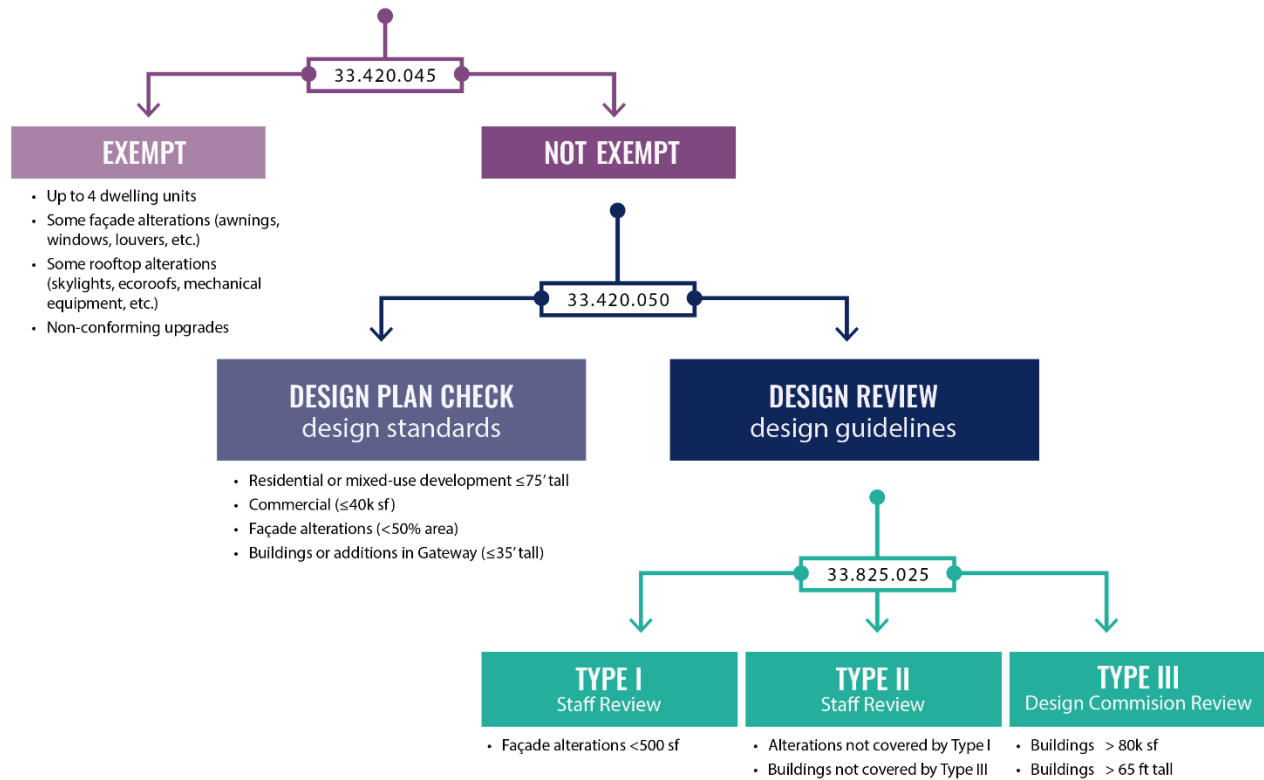 33.420.045
EXEMPT
• Up to 4 dwelling units
• Some façade alterations (awnings,
windows, louvers, etc.)
• Some rooftop alterations
(skylights, ecoroofs, mechanical
equipment, etc.)
• Non-conforming upgrades
NOT EXEMPT
33.420.050
DESIGN PLAN CHECK
design standards
• Residential or mixed-use development ≤75' tall
• Commercial (≤40k sf)
• Façade alterations (<50% area)
• Buildings or additions in Gateway (≤35' tall)
DESIGN REVIEW
design guidelines
33.825.025
TYPE I
Staff Review
• Façade alterations <500 sf
TYPE II
Staff Review
• Alterations not covered by Type I
• Buildings not covered by Type III
TYPE III
Design Commision Review
• Buildings > 80k sf
• Buildings > 65 ft tall